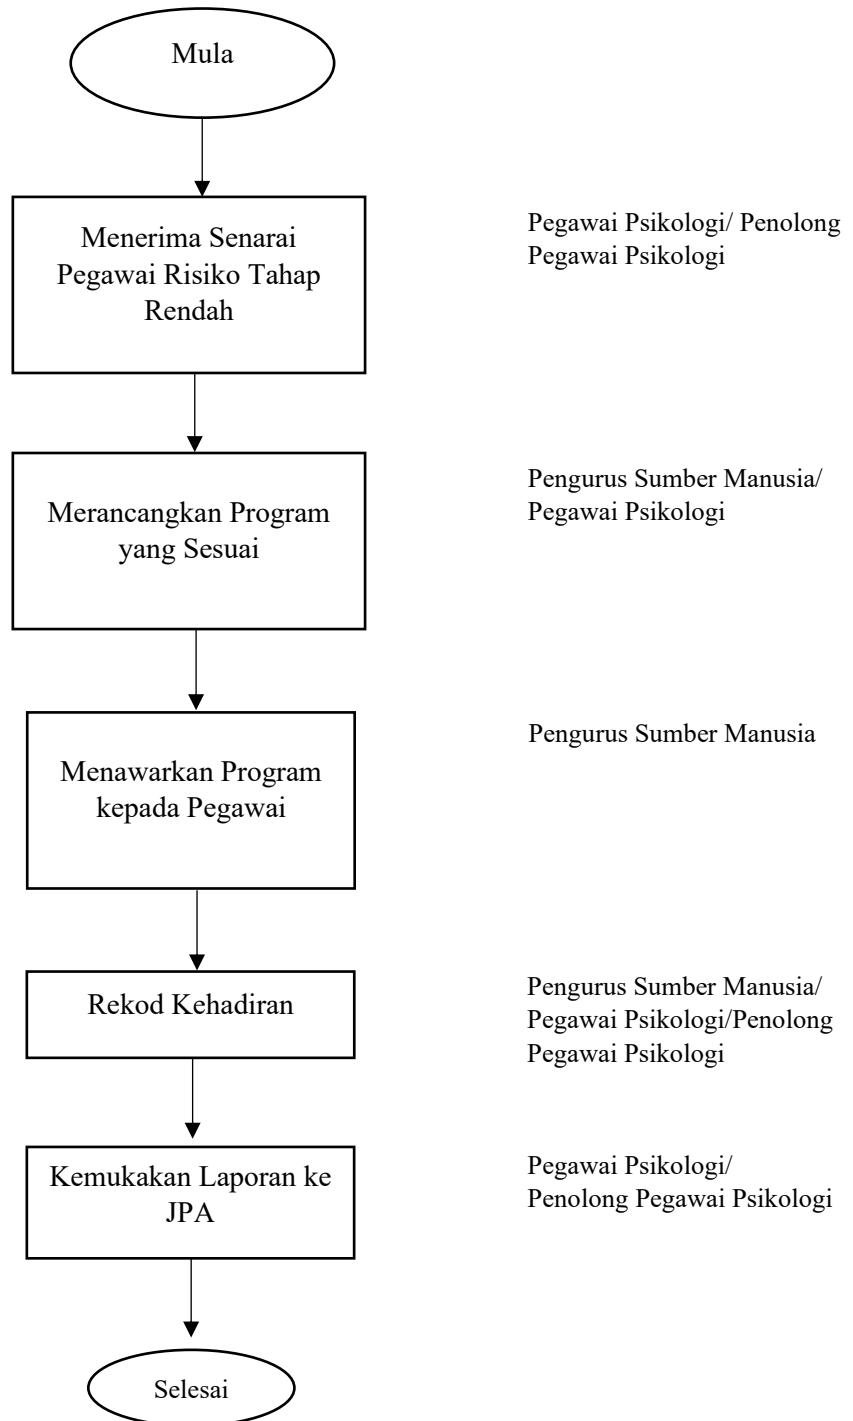 Mula
Menerima Senarai
Pegawai Risiko Tahap
Rendah
Pegawai Psikologi/ Penolong
Pegawai Psikologi
Merancangkan Program
yang Sesuai
Pengurus Sumber Manusia/
Pegawai Psikologi
Menawarkan Program
kepada Pegawai
Pengurus Sumber Manusia
Rekod Kehadiran
Pengurus Sumber Manusia/
Pegawai Psikologi/Penolong
Pegawai Psikologi
Kemukakan Laporan ke
JPA
Pegawai Psikologi/
Penolong Pegawai Psikologi
Selesai